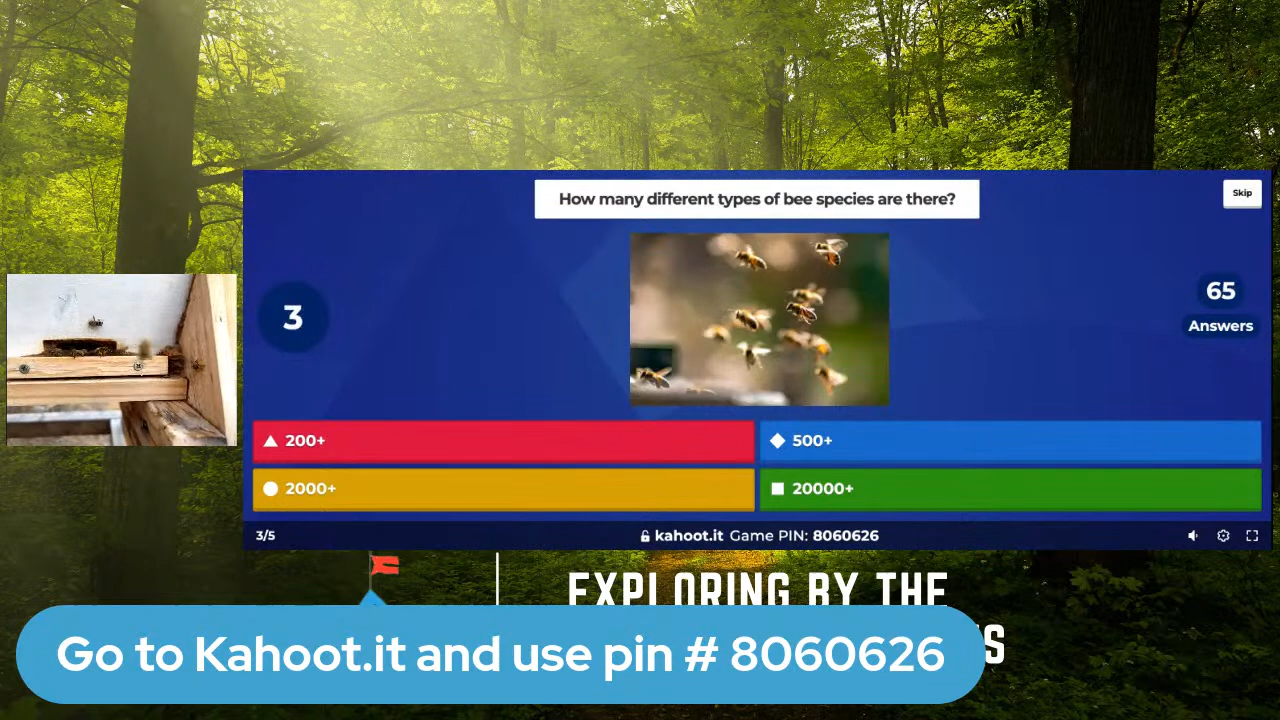 How many different types of bee species are there?
Skip
3
65
Answers
200+
500+
2000+
20000+
3/5
kahoot.it Game PIN: 8060626
EXPLORING BY THE
S
Go to Kahoot.it and use pin # 8060626